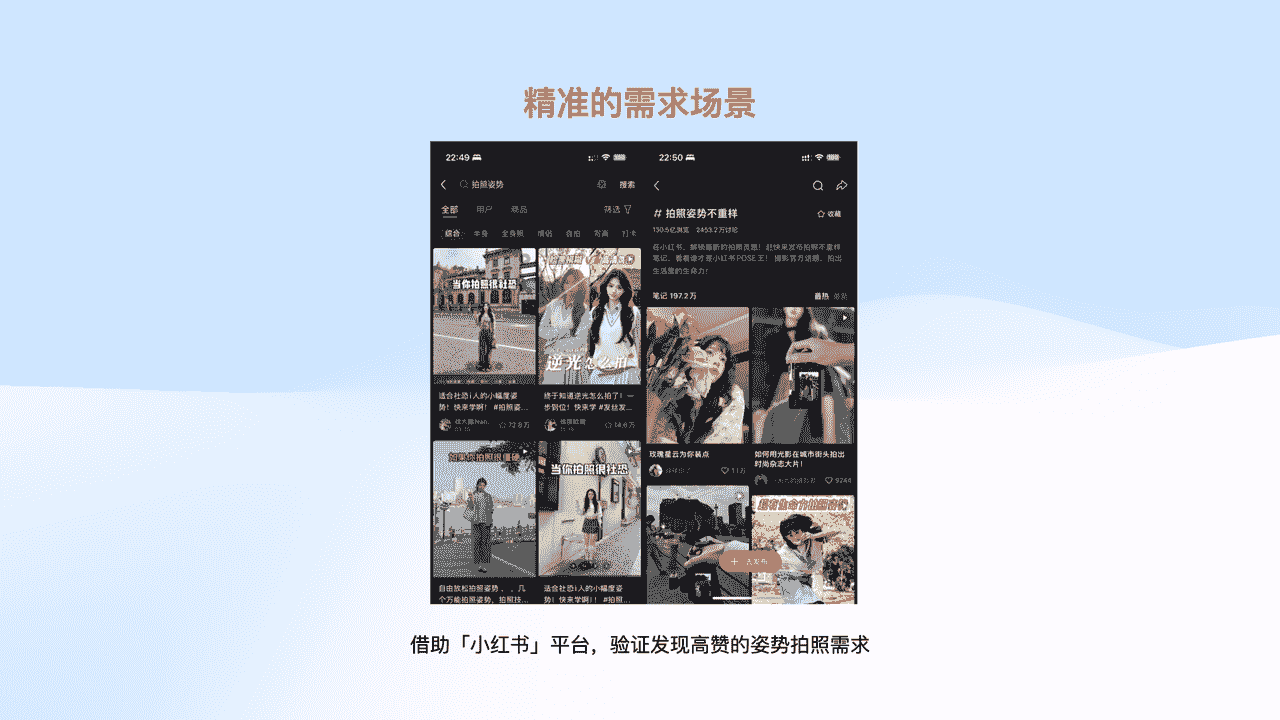 精准的需求场景
22:49
拍照姿势
搜索
全部 用户 商品
筛选
综合 半身 全身照 情侣 自拍 写真
当你拍照很社恐
适合社恐i人的小幅度姿
势！快来学啊！ #拍照姿...
逆光怎么拍
终于知道逆光怎么拍了！一
步到位！快来学 #发丝发...
如果你拍照很僵硬
自由放松拍照姿势、、几
个万能拍照姿势，拍照技...
当你拍照很社恐
适合社恐i人的小幅度姿
势！快来学啊！！ #拍照...
22:50
# 拍照姿势不重样
收藏
在小红书，解锁最新的拍照灵感！赶快来发布拍照不重样
笔记，看看谁才是小红书POSE王！
生活里的生命力！
笔记 197.2 万
最热
玫瑰星云为你装点
如何用光影在城市街头拍出
时尚杂志大片！
9244
借助「小红书」平台，验证发现高赞的姿势拍照需求